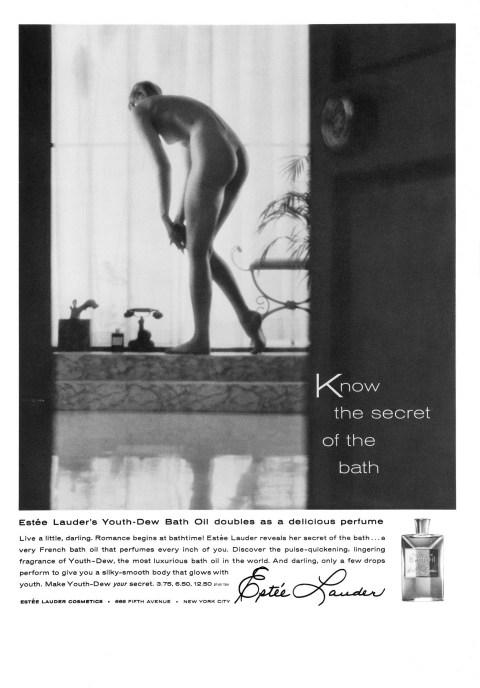 Know
the secret
of the
bath
Estée Lauder's Youth-Dew Bath Oil doubles as a delicious perfume
Live a little, darling. Romance begins at bathtime! Estée Lauder reveals her secret of the bath...a
very French bath oil that perfumes every inch of you. Discover the pulse-quickening, lingering
fragrance of Youth-Dew, the most luxurious bath oil in the world. And darling, only a few drops
perform to give you a silky-smooth body that glows with
youth. Make Youth-Dew your secret. 3.75, 6.50, 12.50 plus tax
Estée Lauder
ESTÉE LAUDER COSMETICS • 666 FIFTH AVENUE • NEW YORK CITY